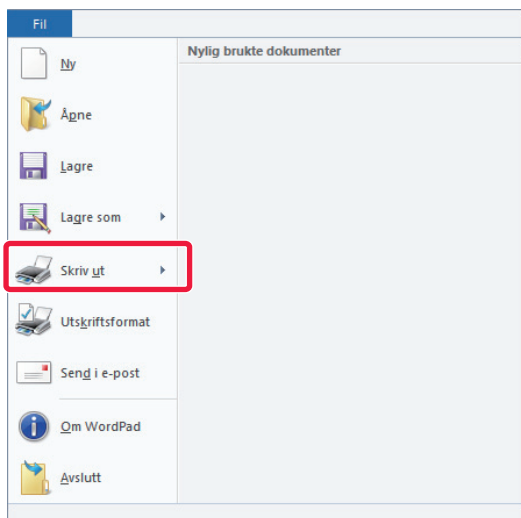 Fil
Nylig brukte dokumenter
Ny
Åpne
Lagre
Lagre som
Skriv ut
Utskriftsformat
Send i e-post
Om WordPad
Avslutt